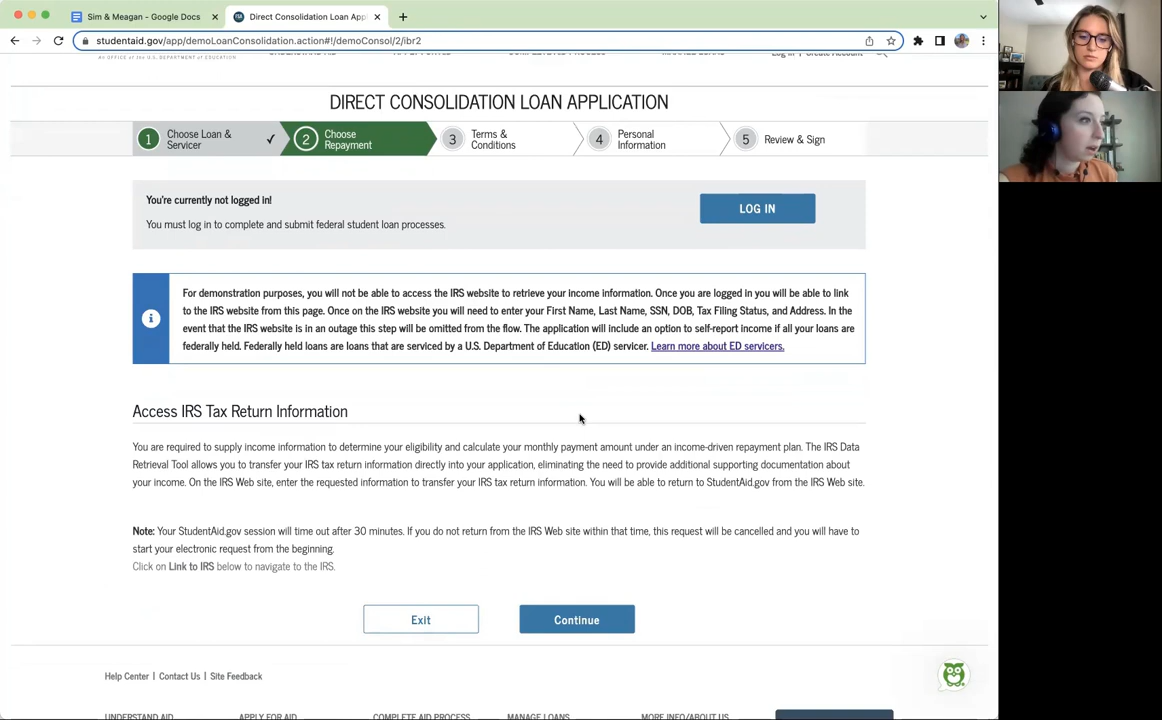 Sim & Meagan - Google Docs
Direct Consolidation Loan App
studentaid.gov/app/demoLoanConsolidation.action#!/demoConsol/2/ibr2
AN OFFICE of the U.S. DEPARTMENT of EDUCATION
DIRECT CONSOLIDATION LOAN APPLICATION
1 Choose Loan & Servicer
2 Choose Repayment
3 Terms & Conditions
4 Personal Information
5 Review & Sign
You're currently not logged in!
You must log in to complete and submit federal student loan processes.
LOG IN
For demonstration purposes, you will not be able to access the IRS website to retrieve your income information. Once you are logged in you will be able to link
to the IRS website from this page. Once on the IRS website you will need to enter your First Name, Last Name, SSN, DOB, Tax Filing Status, and Address. In the
event that the IRS website is in an outage this step will be omitted from the flow. The application will include an option to self-report income if all your loans are
federally held. Federally held loans are loans that are serviced by a U.S. Department of Education (ED) servicer. Learn more about ED servicers.
Access IRS Tax Return Information
You are required to supply income information to determine your eligibility and calculate your monthly payment amount under an income-driven repayment plan. The IRS Data
Retrieval Tool allows you to transfer your IRS tax return information directly into your application, eliminating the need to provide additional supporting documentation about
your income. On the IRS Web site, enter the requested information to transfer your IRS tax return information. You will be able to return to StudentAid.gov from the IRS Web site.
Note: Your StudentAid.gov session will time out after 30 minutes. If you do not return from the IRS Web site within that time, this request will be cancelled and you will have to
start your electronic request from the beginning.
Click on Link to IRS below to navigate to the IRS.
Exit
Continue
Help Center | Contact Us | Site Feedback
UNDERSTAND AID
APPLY FOR AID
COMPLETE AID PROCESS
MANAGE LOANS
MORE INFO/ABOUT US